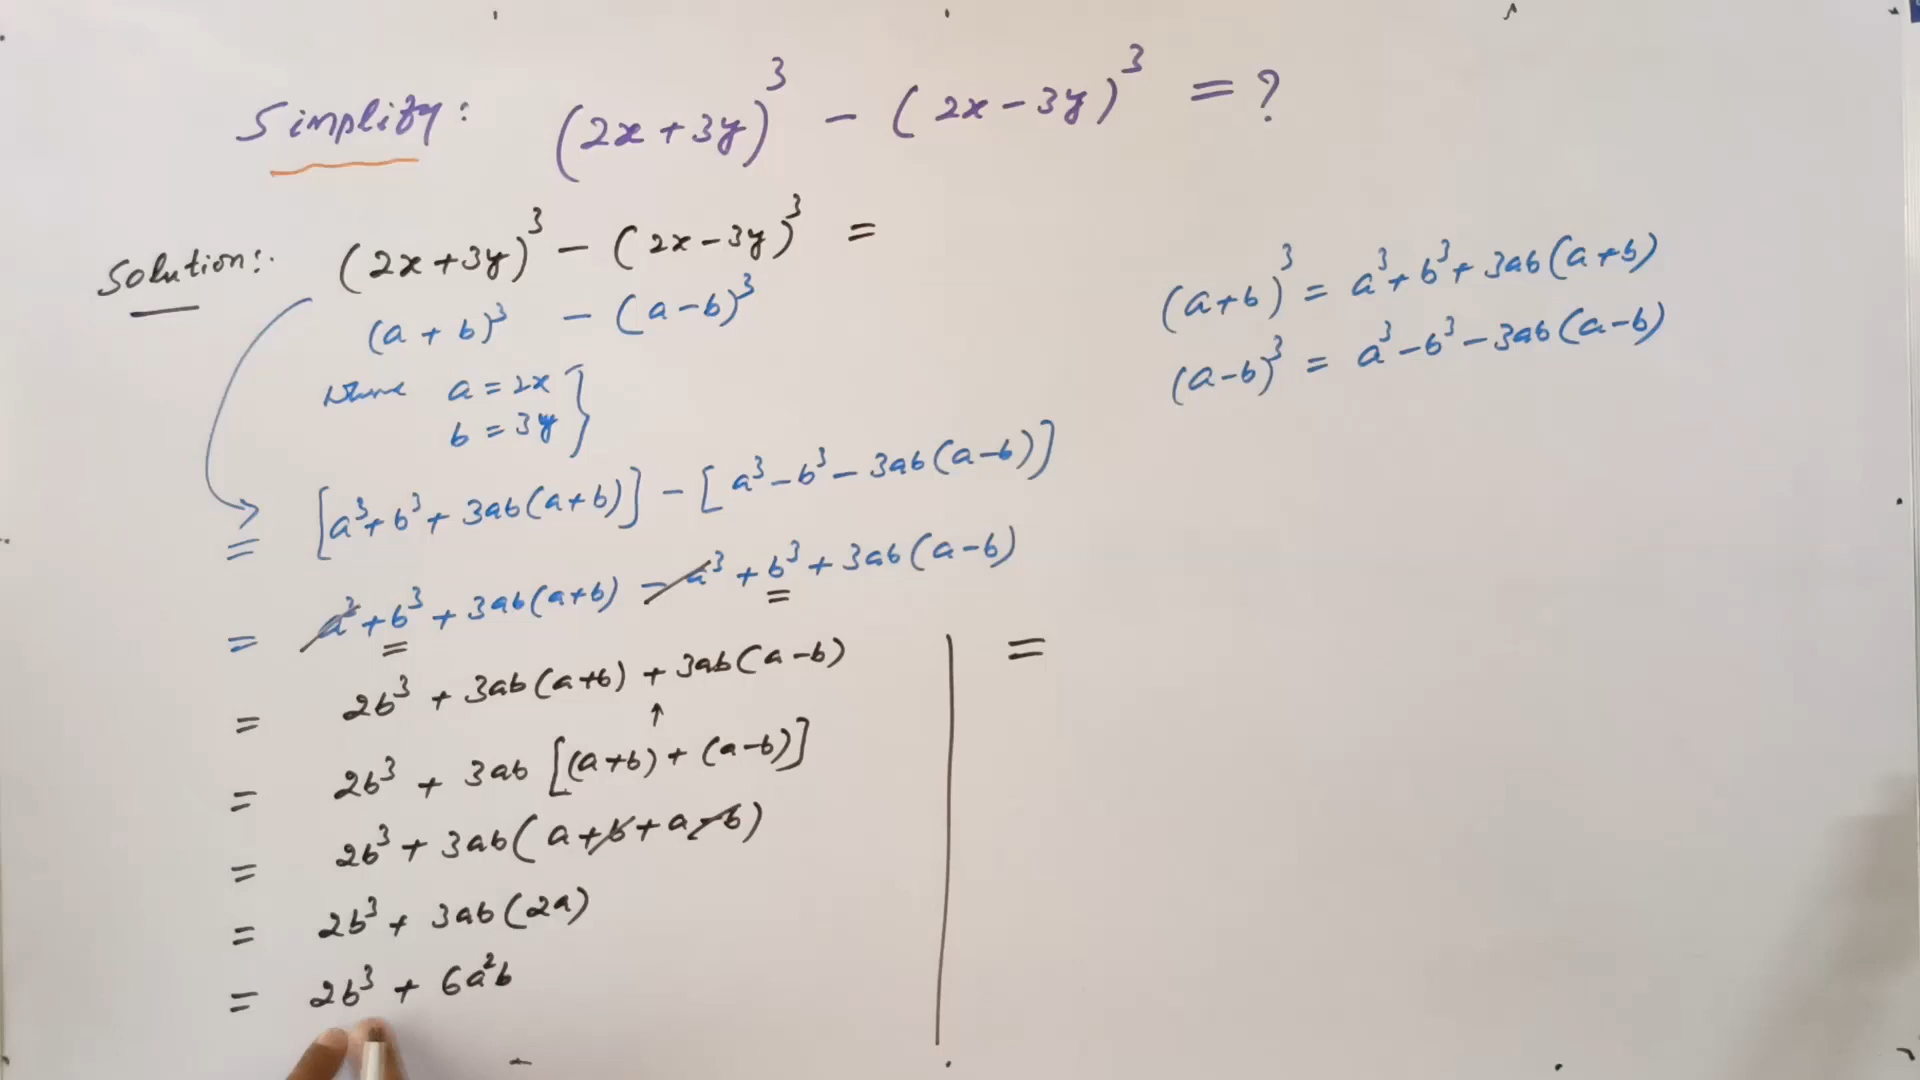 Simplify: (2x+3y)³ - (2x-3y)³ = ?
Solution:. (2x+3y)³ - (2x-3y)³ =
(a + b)³ - (a-b)³
where a = 2x
b = 3y }
= [a³+b³+3ab(a+b)] - [a³-b³-3ab(a-b)]
= a³+b³+3ab(a+b) - a³+b³+3ab(a-b)
= 2b³ + 3ab(a+b) + 3ab(a-b)
= 2b³ + 3ab [(a+b)+(a-b)]
= 2b³ + 3ab(a+b+a-b)
= 2b³ + 3ab(2a)
= 2b³ + 6a²b
(a+b)³ = a³+b³+3ab(a+b)
(a-b)³ = a³-b³-3ab(a-b)
=